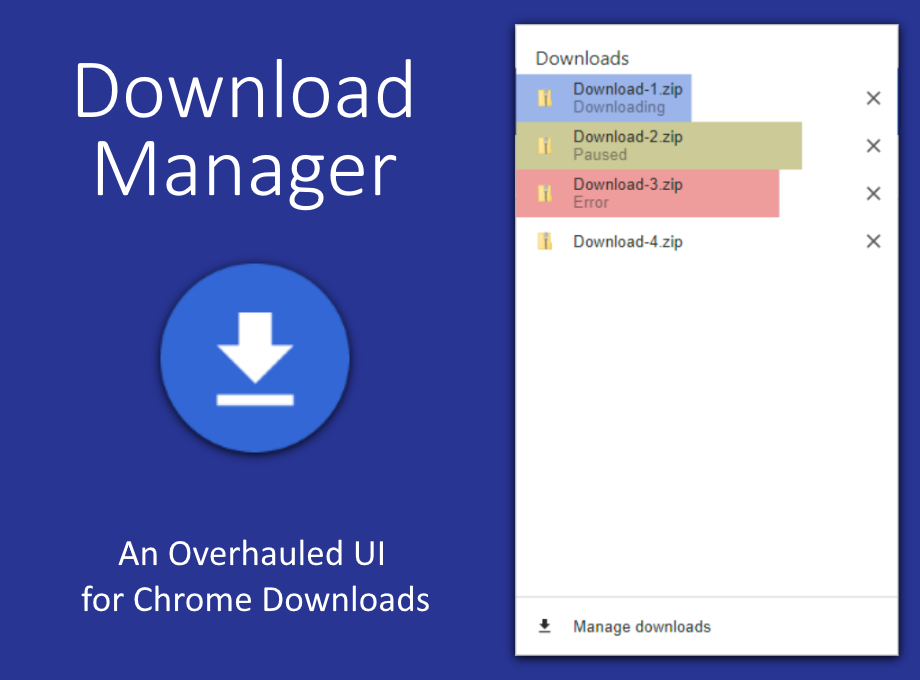 Download
Manager
An Overhauled UI
for Chrome Downloads
Downloads
Download-1.zip
Downloading
Download-2.zip
Paused
Download-3.zip
Error
Download-4.zip
Manage downloads